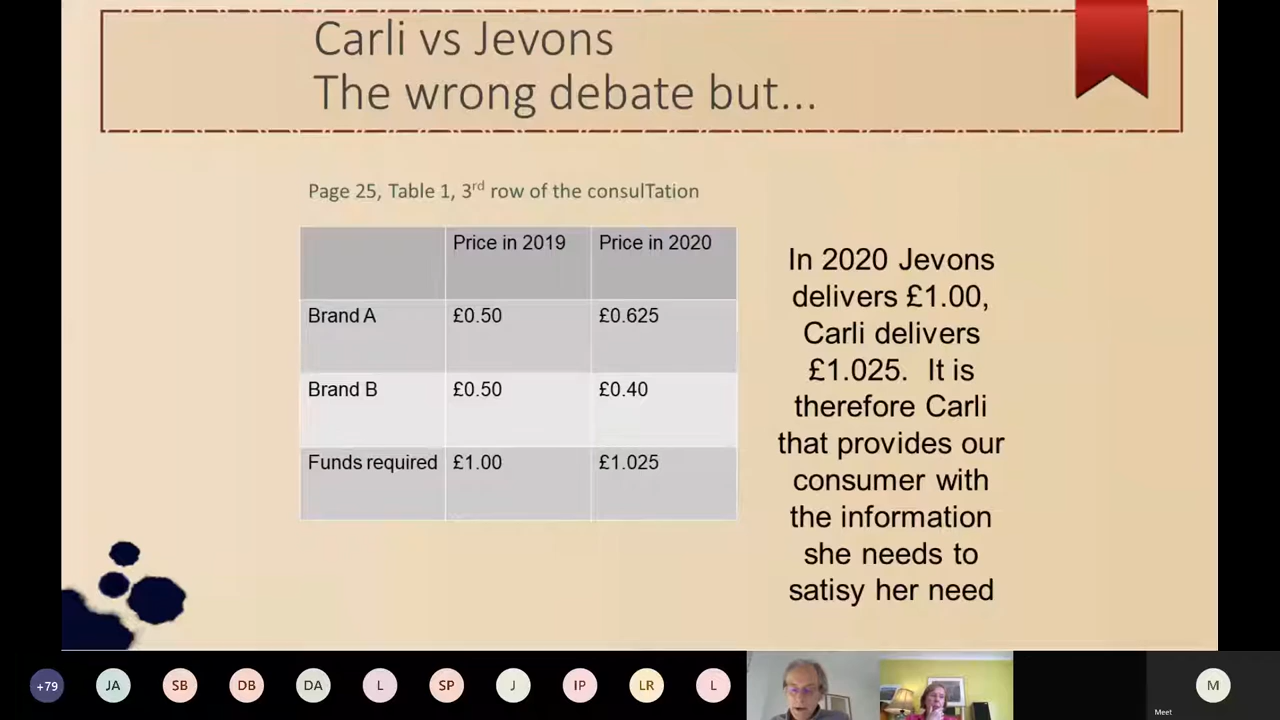 Carli vs Jevons
The wrong debate but...
Page 25, Table 1, 3rd row of the consulTation
Price in 2019 Price in 2020
Brand A £0.50 £0.625
Brand B £0.50 £0.40
Funds required £1.00 £1.025
In 2020 Jevons
delivers £1.00,
Carli delivers
£1.025. It is
therefore Carli
that provides our
consumer with
the information
she needs to
satisy her need
+79 JA SB DB DA L SP J IP LR L M
Meet